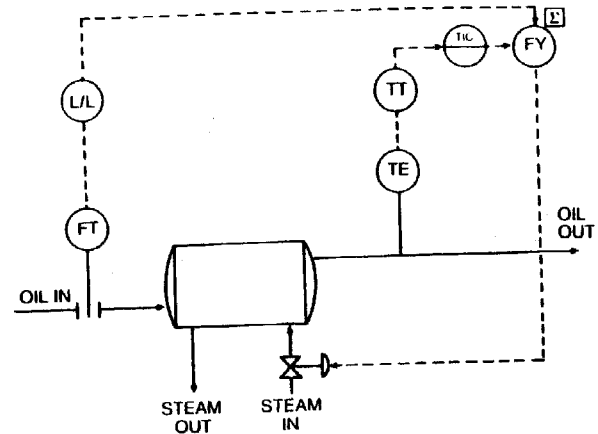 Σ
TIC
FY
L/L
TT
TE
FT
OIL
OUT
OIL IN
STEAM
OUT
STEAM
IN